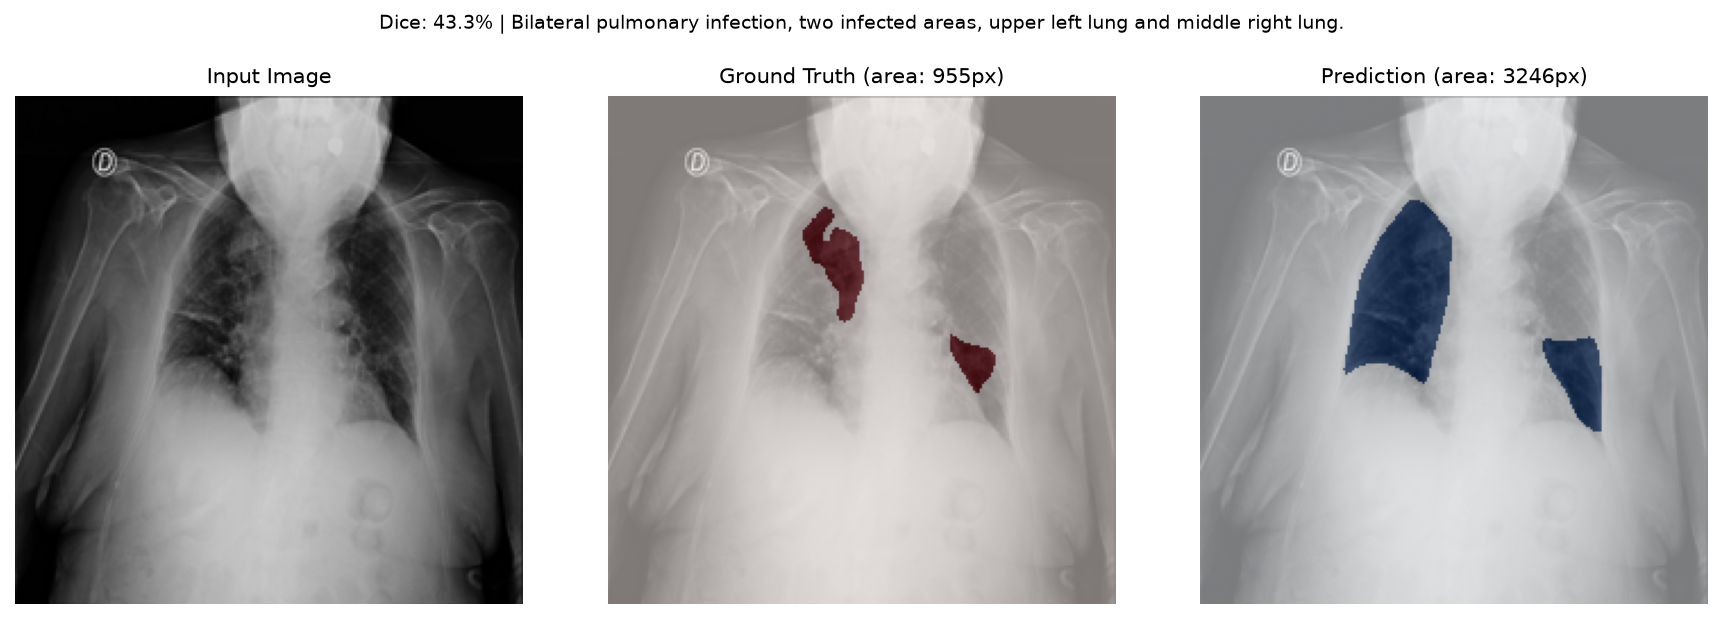 Dice: 43.3% | Bilateral pulmonary infection, two infected areas, upper left lung and middle right lung.
Input Image
Ground Truth (area: 955px)
Prediction (area: 3246px)
D
D
D